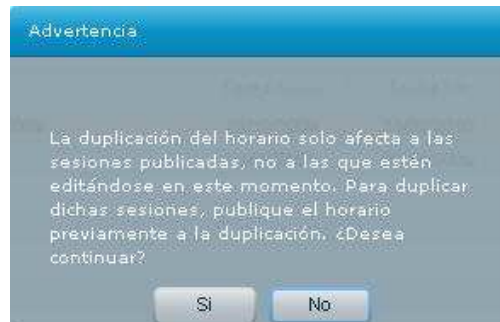 Advertencia
La duplicación del horario solo afecta a las
sesiones publicadas, no a las que estén
editándose en este momento. Para duplicar
dichas sesiones, publique el horario
previamente a la duplicación. ¿Desea
continuar?
Si No